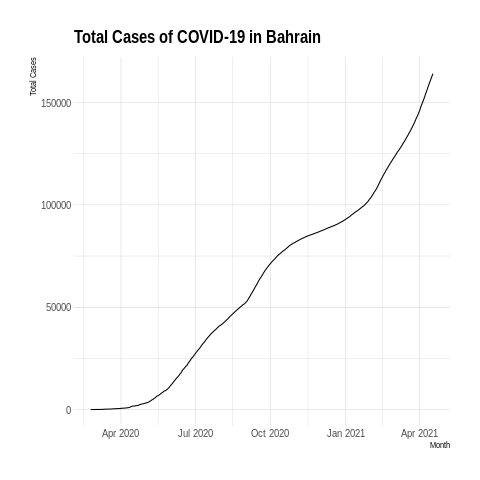 Total Cases of COVID-19 in Bahrain
Total Cases
150000
100000
50000
0
Apr 2020 Jul 2020 Oct 2020 Jan 2021 Apr 2021
Month